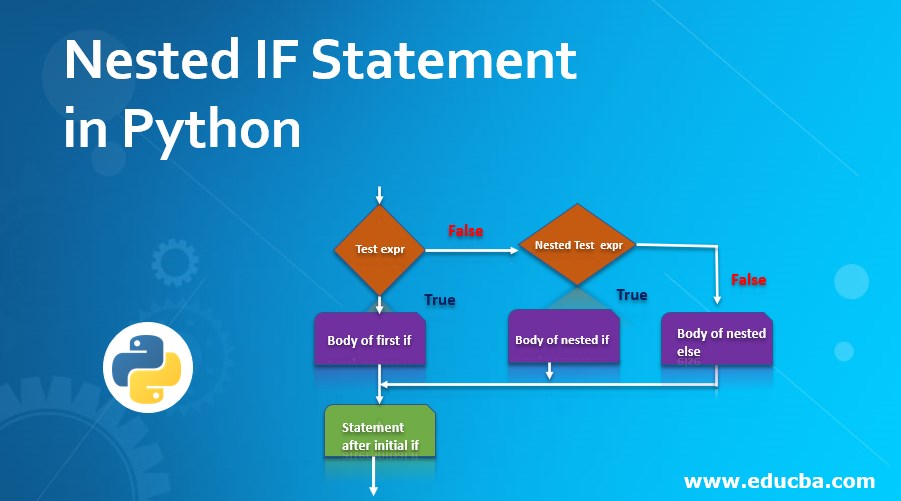 Nested IF Statement
in Python
False
Test expr
Nested Test expr
False
True
True
Body of first if
Body of nested if
Body of nested
else
Statement
after initial if
www.educba.com